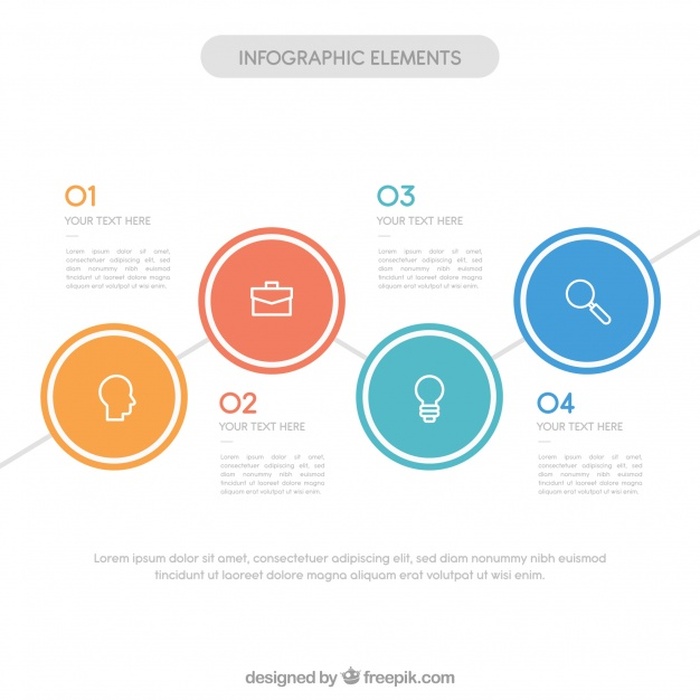 INFOGRAPHIC ELEMENTS
01
YOUR TEXT HERE
Lorem ipsum dolor sit amet,
consectetuer adipiscing elit, sed
diam nonummy nibh euismod
tincidunt ut laoreet dolore magna
aliquam erat volutpat ut wisi enim.
02
YOUR TEXT HERE
Lorem ipsum dolor sit amet,
consectetuer adipiscing elit, sed
diam nonummy nibh euismod
tincidunt ut laoreet dolore magna
aliquam erat volutpat ut wisi enim.
03
YOUR TEXT HERE
Lorem ipsum dolor sit amet,
consectetuer adipiscing elit, sed
diam nonummy nibh euismod
tincidunt ut laoreet dolore magna
aliquam erat volutpat ut wisi enim.
04
YOUR TEXT HERE
Lorem ipsum dolor sit amet,
consectetuer adipiscing elit, sed
diam nonummy nibh euismod
tincidunt ut laoreet dolore magna
aliquam erat volutpat ut wisi enim.
Lorem ipsum dolor sit amet, consectetuer adipiscing elit, sed diam nonummy nibh euismod
tincidunt ut laoreet dolore magna aliquam erat volutpat ut wisi enim.
designed by freepik.com